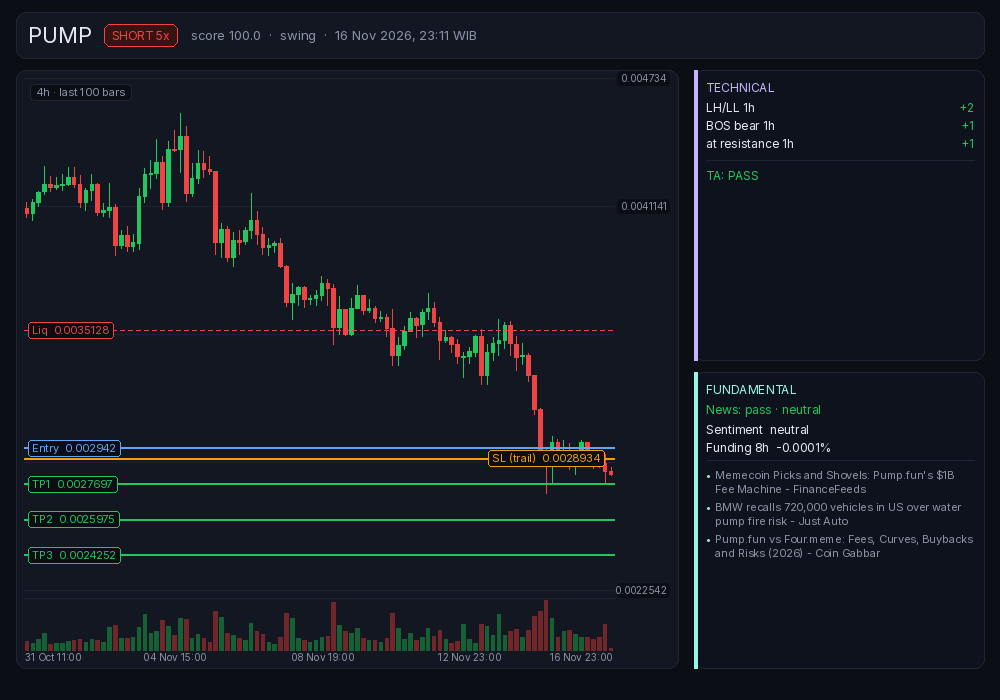 PUMP SHORT 5x score 100.0 · swing · 16 Nov 2026, 23:11 WIB
4h · last 100 bars
0.004734
0.0041141
Liq 0.0035128
Entry 0.002942
SL (trail) 0.0028934
TP1 0.0027697
TP2 0.0025975
TP3 0.0024252
0.0022542
31 Oct 11:00 04 Nov 15:00 08 Nov 19:00 12 Nov 23:00 16 Nov 23:00
TECHNICAL
LH/LL 1h +2
BOS bear 1h +1
at resistance 1h +1
TA: PASS
FUNDAMENTAL
News: pass · neutral
Sentiment neutral
Funding 8h -0.0001%
• Memecoin Picks and Shovels: Pump.fun's $1B
Fee Machine - FinanceFeeds
• BMW recalls 720,000 vehicles in US over water
pump fire risk - Just Auto
• Pump.fun vs Four.meme: Fees, Curves, Buybacks
and Risks (2026) - Coin Gabbar